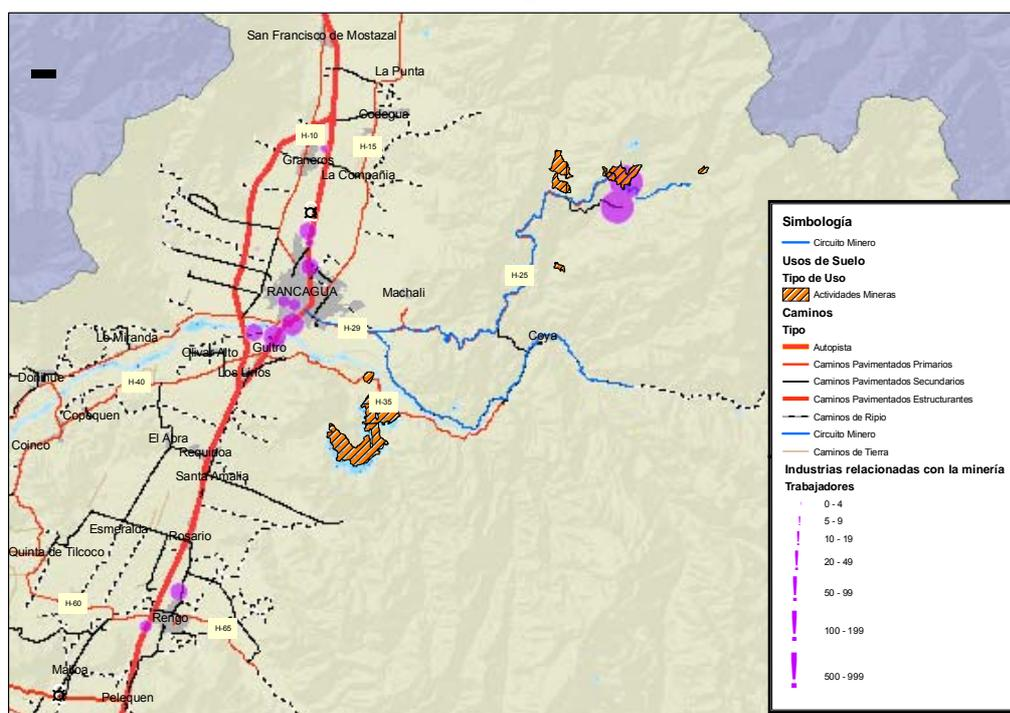 San Francisco de Mostazal
La Punta
Codegua
H-10
H-15
Graneros
La Compañia
RANCAGUA
Machali
H-25
H-29
Coya
Lo Miranda
Olivar Alto
Gultro
Los Lirios
Doñihue
H-40
H-35
Copequen
Coinco
El Abra
Requinoa
Santa Amalia
Esmeralda
Rosario
Quinta de Tilcoco
H-60
Rengo
H-65
Malloa
Pelequen
Simbología
Circuito Minero
Usos de Suelo
Tipo de Uso
Actividades Mineras
Caminos
Tipo
Autopista
Caminos Pavimentados Primarios
Caminos Pavimentados Secundarios
Caminos Pavimentados Estructurantes
Caminos de Ripio
Circuito Minero
Caminos de Tierra
Industrias relacionadas con la minería
Trabajadores
0 - 4
5 - 9
10 - 19
20 - 49
50 - 99
100 - 199
500 - 999